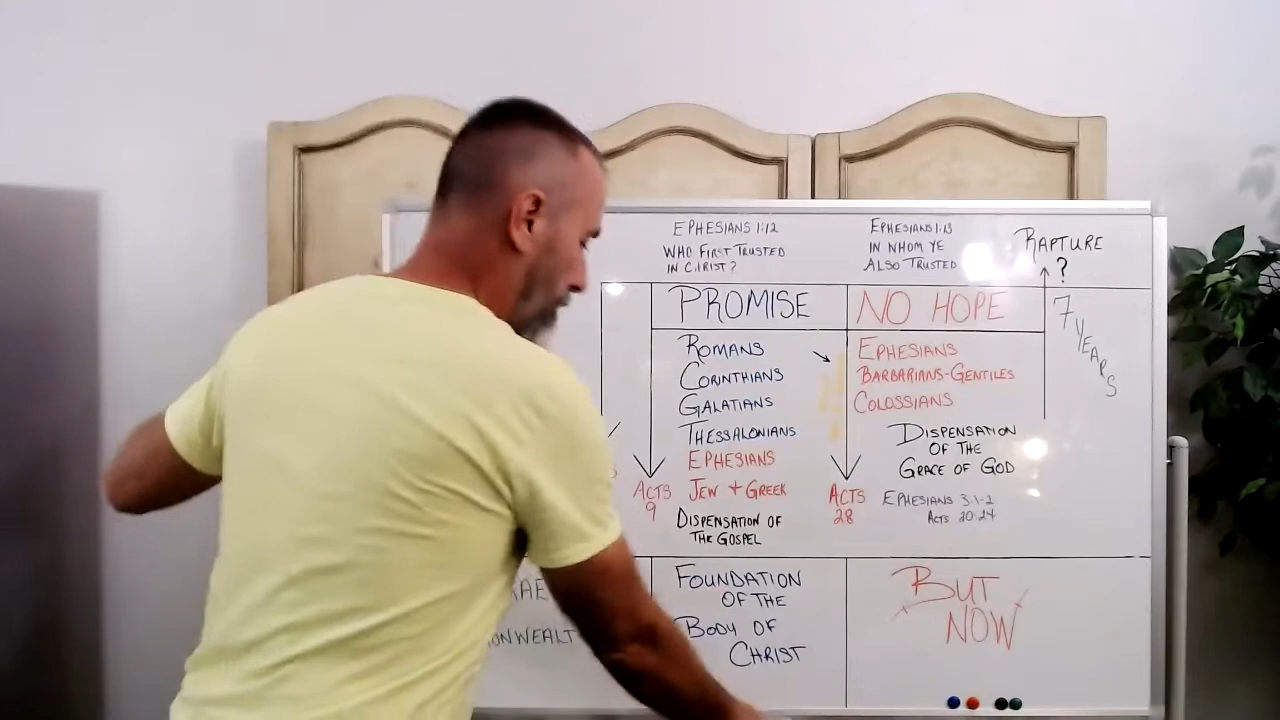 EPHESIANS 1:12
WHO FIRST TRUSTED
IN CHRIST?
EPHESIANS 1:13
IN WHOM YE
ALSO TRUSTED
RAPTURE
?
PROMISE
NO HOPE
7 YEARS
ROMANS
CORINTHIANS
GALATIANS
THESSALONIANS
EPHESIANS
JEW + GREEK
DISPENSATION OF
THE GOSPEL
ACTS
9
EPHESIANS
BARBARIANS-GENTILES
COLOSSIANS
DISPENSATION
OF THE
GRACE OF GOD
EPHESIANS 3:1-2
ACTS 20:24
ACTS
28
FOUNDATION
OF THE
BODY OF
CHRIST
BUT
NOW